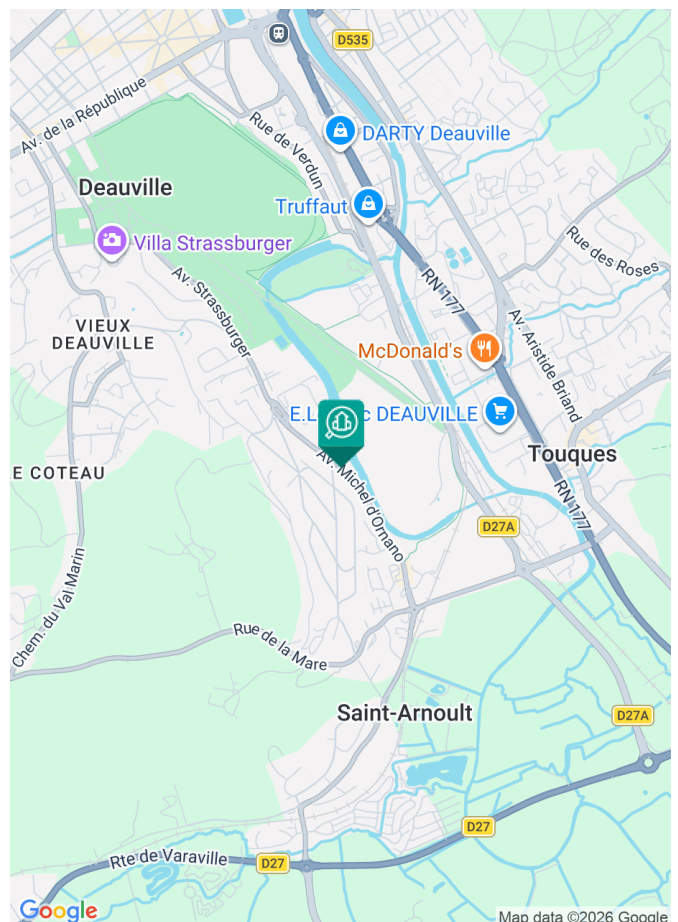 D535
Av. de la République
Rue de Verdun
DARTY Deauville
Deauville
Truffaut
Villa Strassburger
Rue des Roses
RN 177
Av. Strassburger
VIEUX
DEAUVILLE
McDonald's
Av. Aristide Briand
E.L c DEAUVILLE
Touques
E COTEAU
Av. Michel d'Ornano
RN 177
D27A
Chem. du Val Marin
Rue de la Mare
Saint-Arnoult
D27A
D27
Rte de Varaville
D27
Google
Map data ©2026 Google